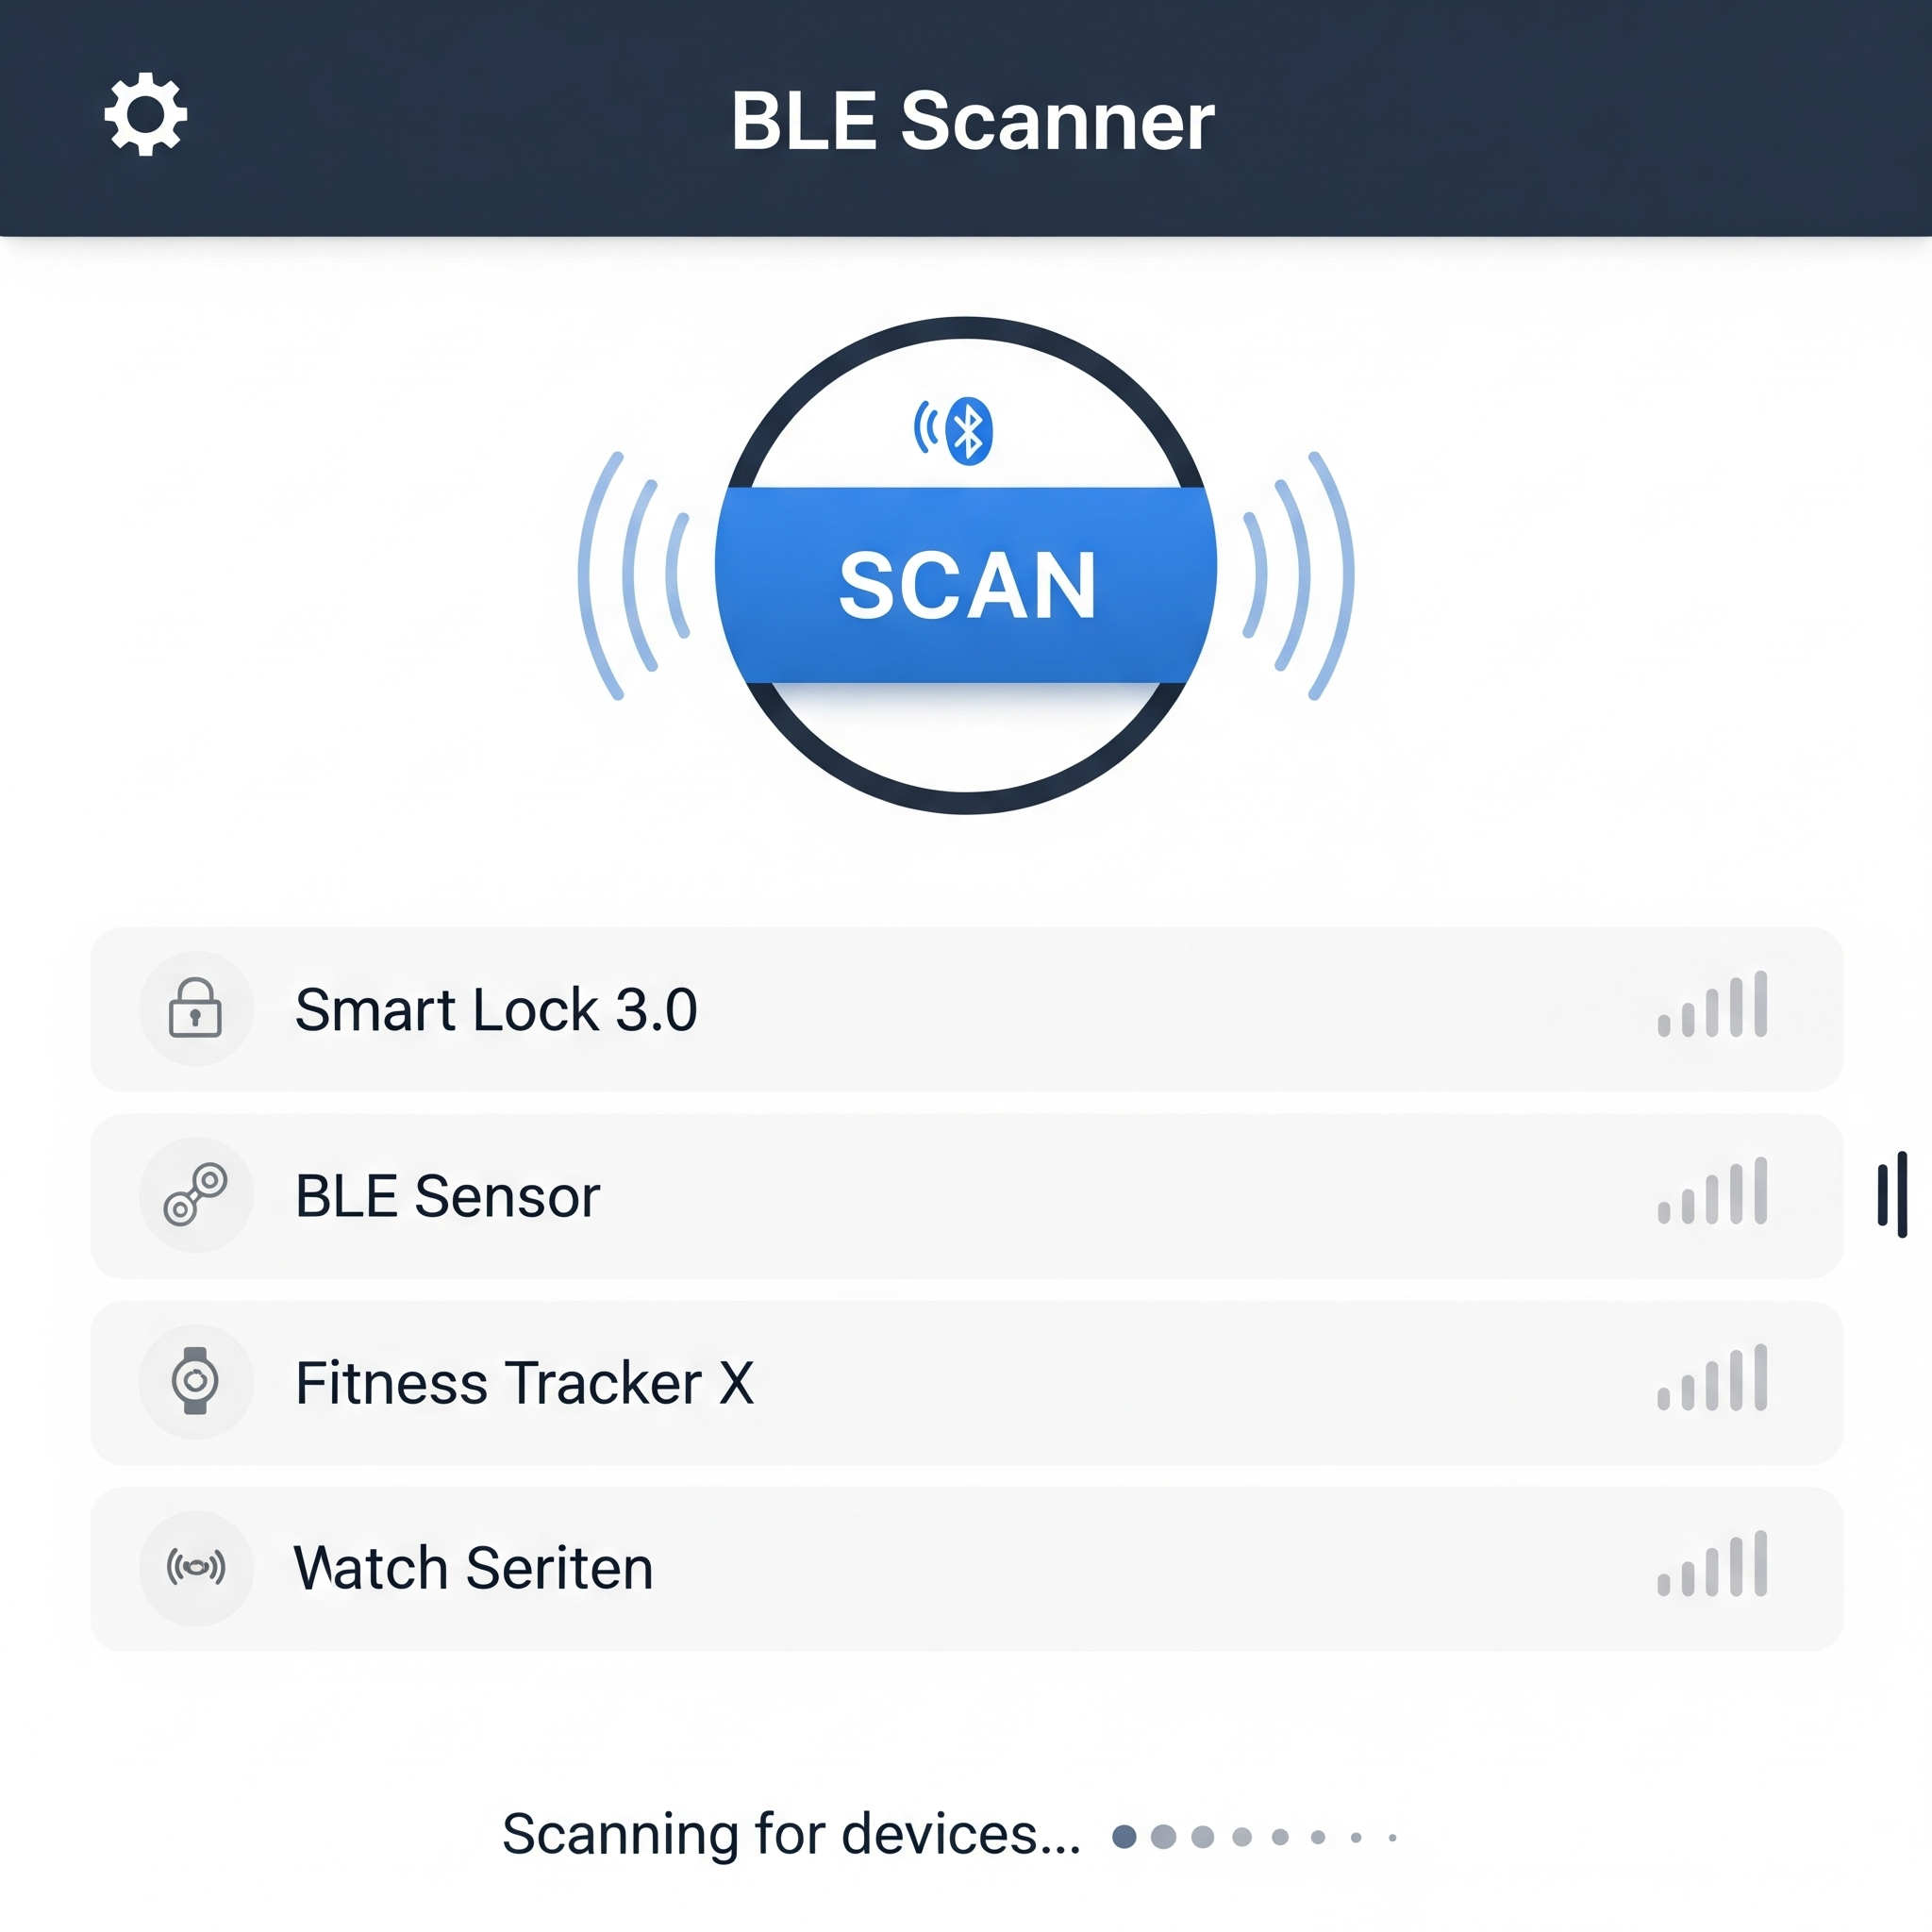 BLE Scanner
SCAN
Smart Lock 3.0
BLE Sensor
Fitness Tracker X
Watch Seriten
Scanning for devices...